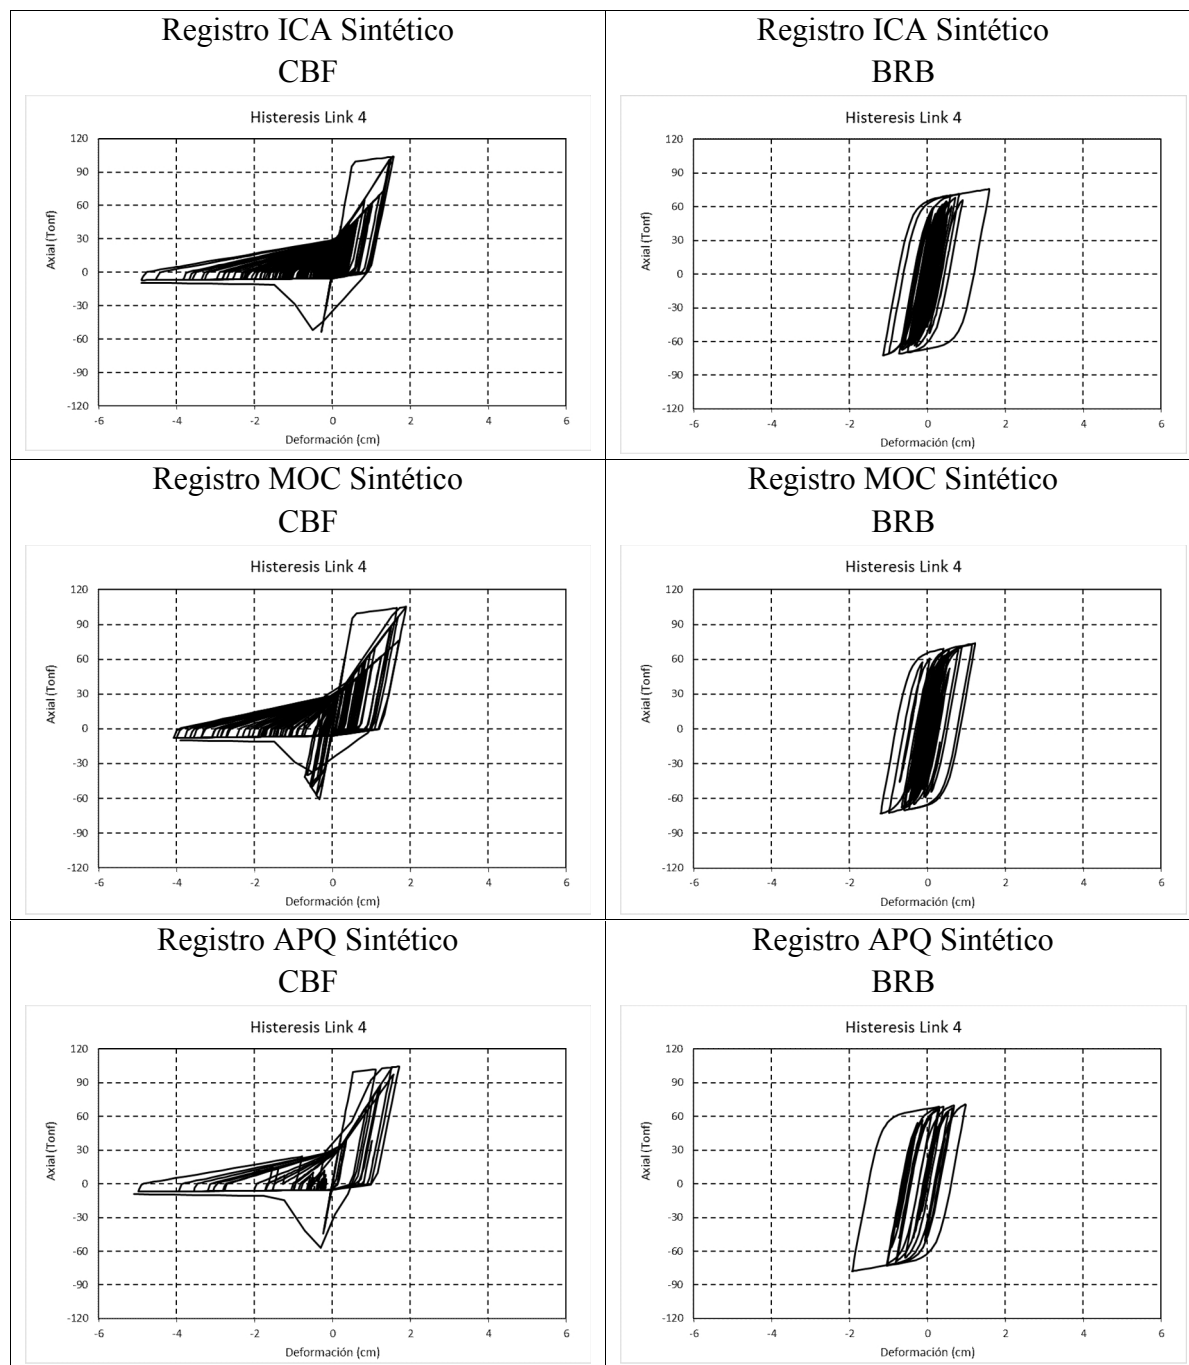 Registro ICA Sintético
CBF
Histeresis Link 4
120
90
60
30
0
-30
-60
-90
-120
Axial (Tonf)
-6 -4 -2 0 2 4 6
Deformación (cm)
Registro ICA Sintético
BRB
Histeresis Link 4
120
90
60
30
0
-30
-60
-90
-120
Axial (Tonf)
-6 -4 -2 0 2 4 6
Deformación (cm)
Registro MOC Sintético
CBF
Histeresis Link 4
120
90
60
30
0
-30
-60
-90
-120
Axial (Tonf)
-6 -4 -2 0 2 4 6
Deformación (cm)
Registro MOC Sintético
BRB
Histeresis Link 4
120
90
60
30
0
-30
-60
-90
-120
Axial (Tonf)
-6 -4 -2 0 2 4 6
Deformación (cm)
Registro APQ Sintético
CBF
Histeresis Link 4
120
90
60
30
0
-30
-60
-90
-120
Axial (Tonf)
-6 -4 -2 0 2 4 6
Deformación (cm)
Registro APQ Sintético
BRB
Histeresis Link 4
120
90
60
30
0
-30
-60
-90
-120
Axial (Tonf)
-6 -4 -2 0 2 4 6
Deformación (cm)